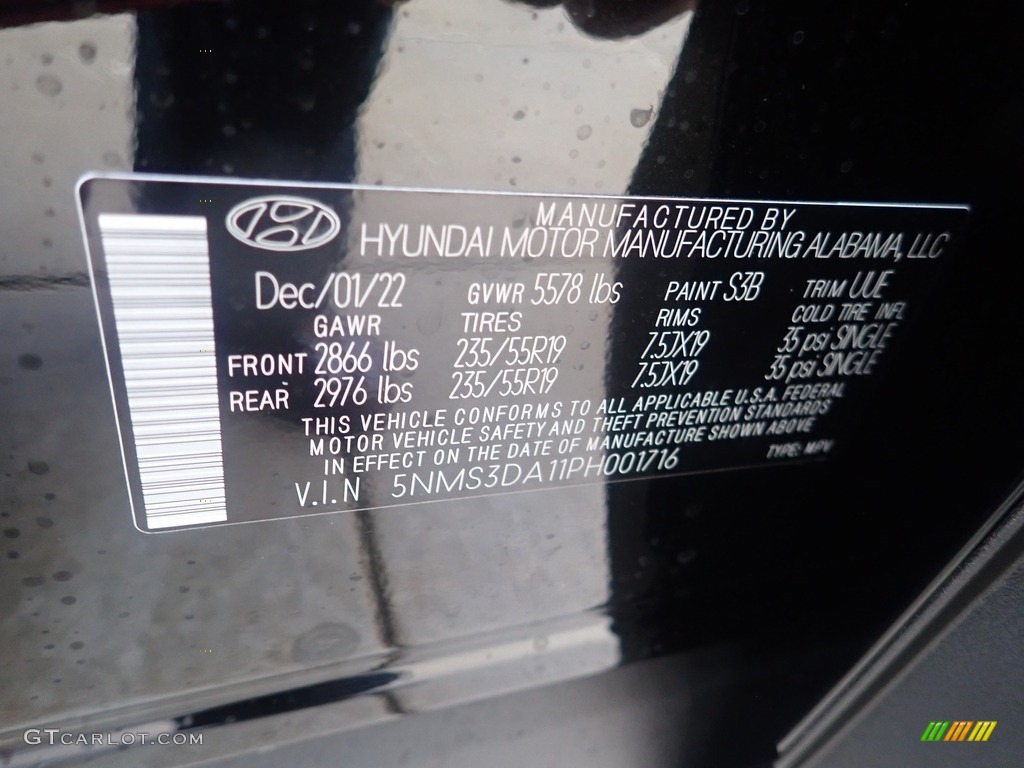 MANUFACTURED BY
HYUNDAI MOTOR MANUFACTURING ALABAMA, LLC
Dec/01/22 GVWR 5578 lbs PAINT S3B TRIM UUE
GAWR TIRES RIMS COLD TIRE INFL
FRONT 2866 lbs 235/55R19 7.5JX19 35 psi SINGLE
REAR 2976 lbs 235/55R19 7.5JX19 35 psi SINGLE
THIS VEHICLE CONFORMS TO ALL APPLICABLE U.S.A. FEDERAL
MOTOR VEHICLE SAFETY AND THEFT PREVENTION STANDARDS
IN EFFECT ON THE DATE OF MANUFACTURE SHOWN ABOVE
V.I.N 5NMS3DA11PH001716 TYPE: MPV
GTCARLOT.COM